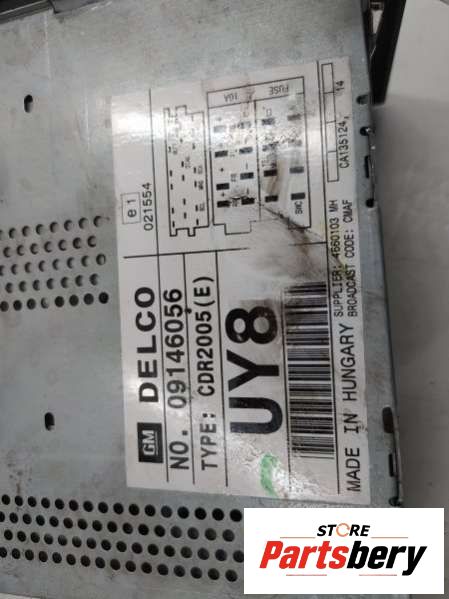 GM DELCO
NO. 09146056
TYPE: CDR2005(E)
UY8
MADE IN HUNGARY
SUPPLIER: 4660103 MH
BROADCAST CODE: CMAF
e1
021554
10A
FUSE
SWC
CA135124,
14
STORE
Partsbery